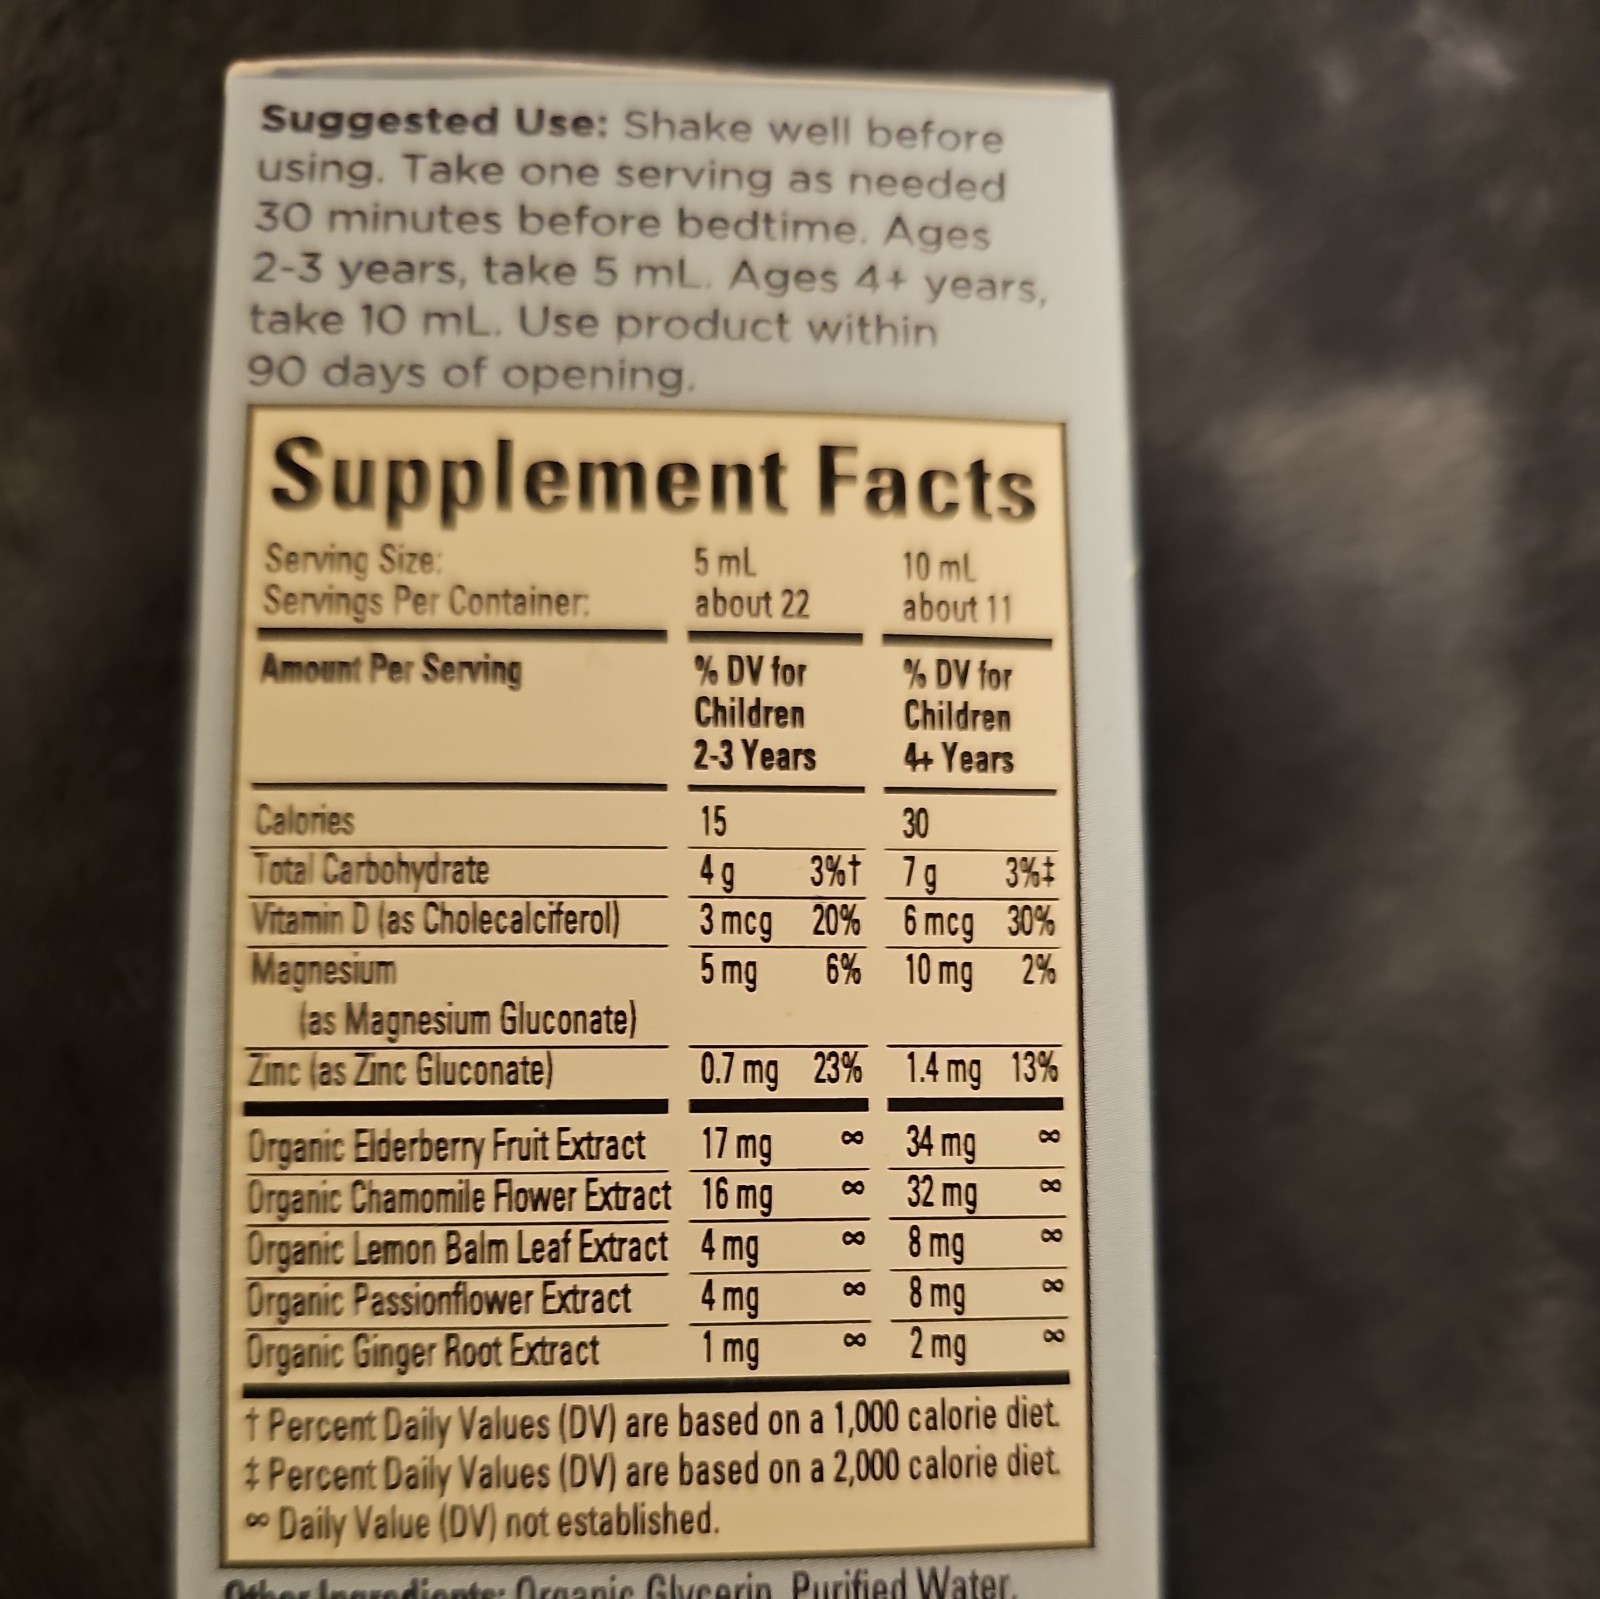 Suggested Use: Shake well before
using. Take one serving as needed
30 minutes before bedtime. Ages
2-3 years, take 5 mL. Ages 4+ years,
take 10 mL. Use product within
90 days of opening.
Supplement Facts
Serving Size: 5 mL 10 mL
Servings Per Container: about 22 about 11
Amount Per Serving % DV for % DV for
Children Children
2-3 Years 4+ Years
Calories 15 30
Total Carbohydrate 4 g 3%† 7 g 3%‡
Vitamin D (as Cholecalciferol) 3 mcg 20% 6 mcg 30%
Magnesium 5 mg 6% 10 mg 2%
(as Magnesium Gluconate)
Zinc (as Zinc Gluconate) 0.7 mg 23% 1.4 mg 13%
Organic Elderberry Fruit Extract 17 mg ∞ 34 mg ∞
Organic Chamomile Flower Extract 16 mg ∞ 32 mg ∞
Organic Lemon Balm Leaf Extract 4 mg ∞ 8 mg ∞
Organic Passionflower Extract 4 mg ∞ 8 mg ∞
Organic Ginger Root Extract 1 mg ∞ 2 mg ∞
† Percent Daily Values (DV) are based on a 1,000 calorie diet.
‡ Percent Daily Values (DV) are based on a 2,000 calorie diet.
∞ Daily Value (DV) not established.
Other Ingredients: Organic Glycerin, Purified Water,